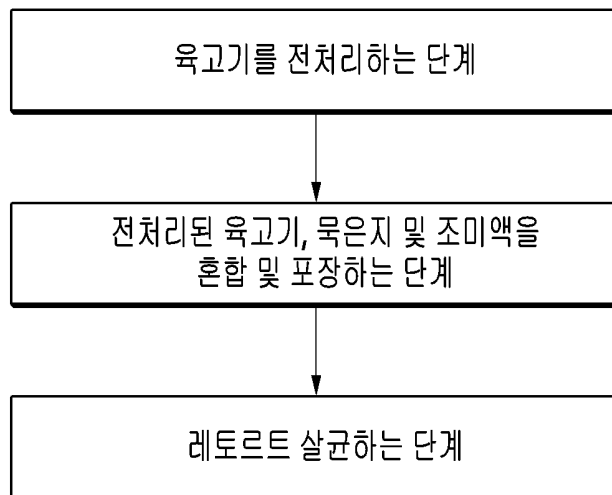 육고기를 전처리하는 단계
전처리된 육고기, 묵은지 및 조미액을
혼합 및 포장하는 단계
레토르트 살균하는 단계